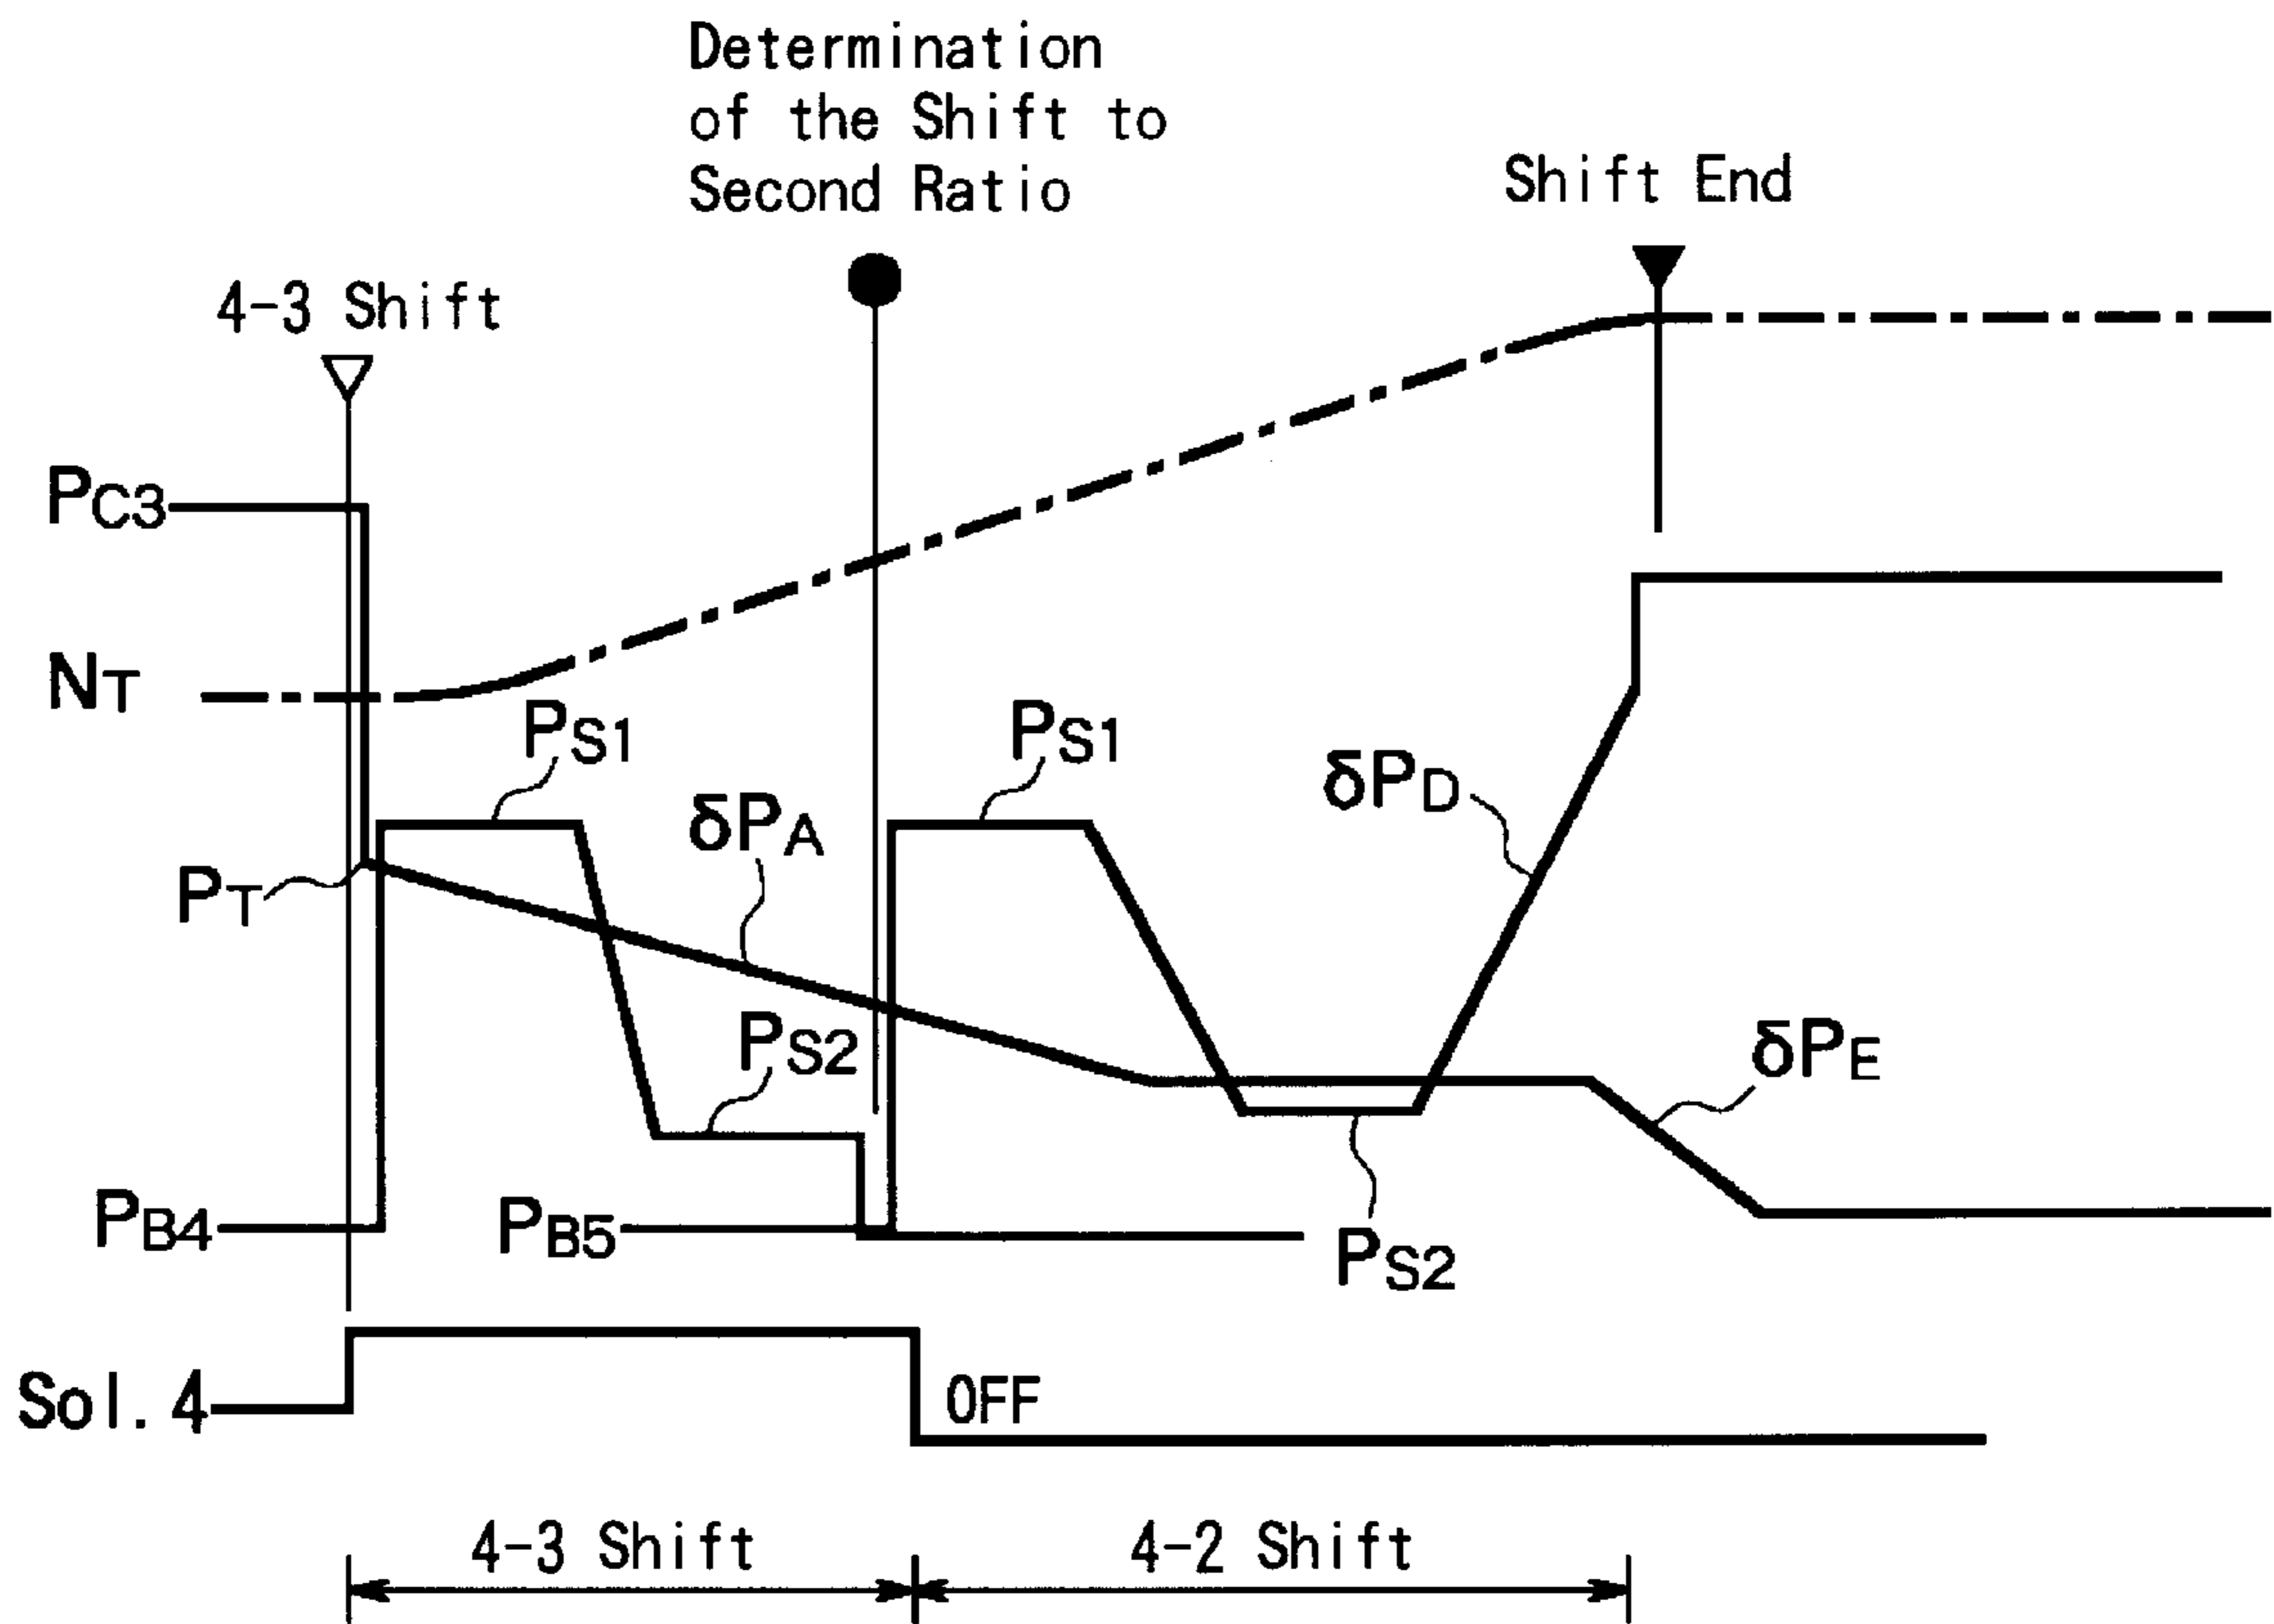 Determination
of the Shift to
Second Ratio
Shift End
4-3 Shift
PC3
NT
PS1
PS1
δPD
δPA
PT
PS2
δPE
PB4
PB5
PS2
Sol.4
OFF
4-3 Shift
4-2 Shift